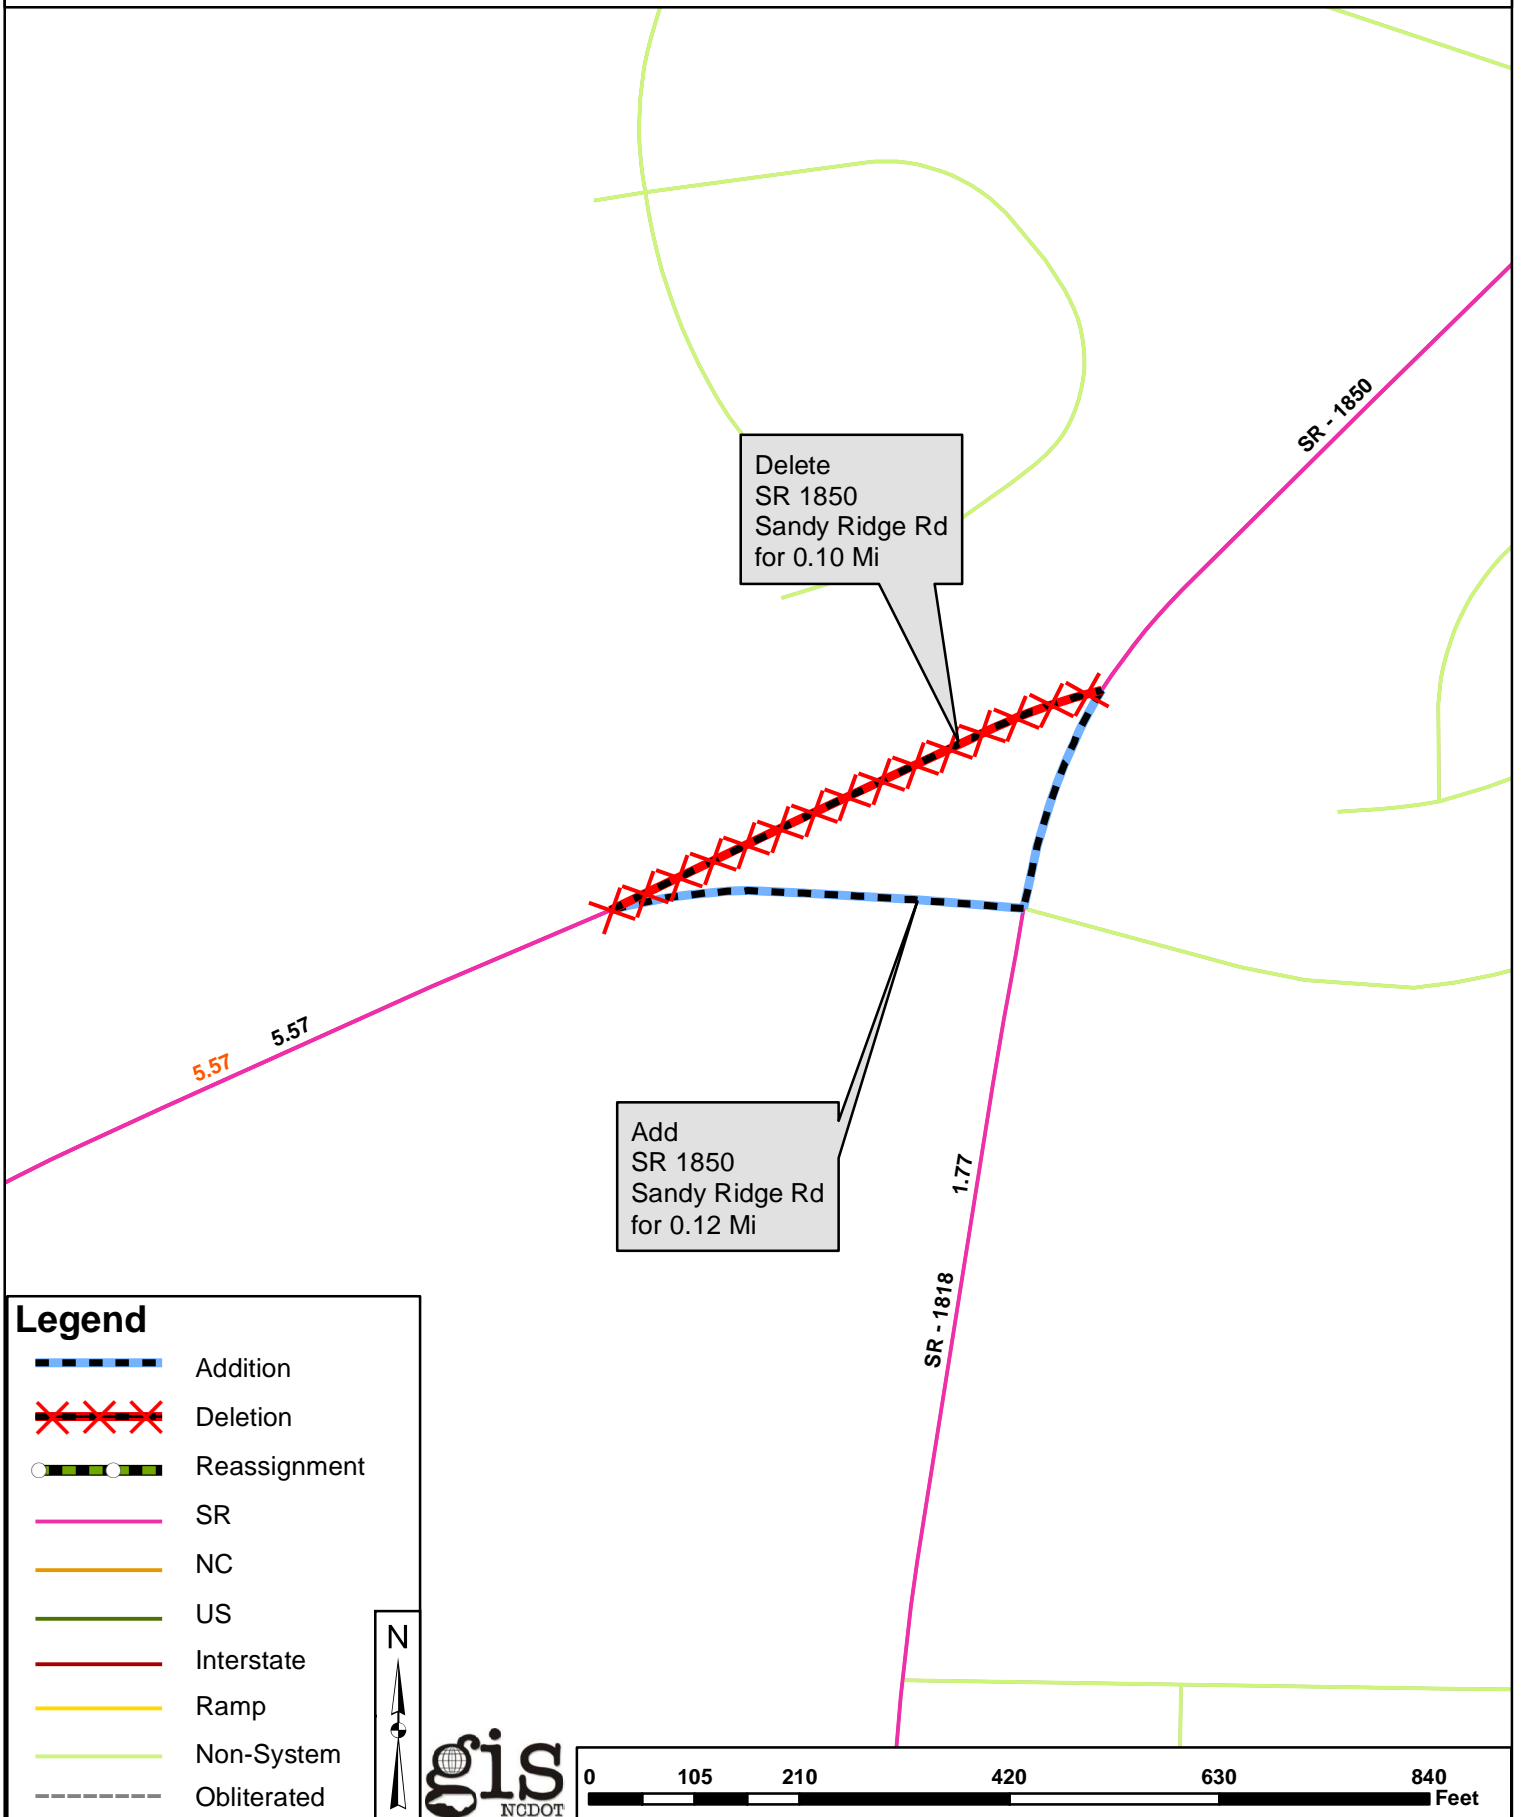 SR - 1850
Delete
SR 1850
Sandy Ridge Rd
for 0.10 Mi
5.57
5.57
Add
SR 1850
Sandy Ridge Rd
for 0.12 Mi
1.77
SR - 1818
Legend
Addition
Deletion
Reassignment
SR
NC
US
Interstate
Ramp
Non-System
Obliterated
N
gis
NCDOT
0 105 210 420 630 840
Feet